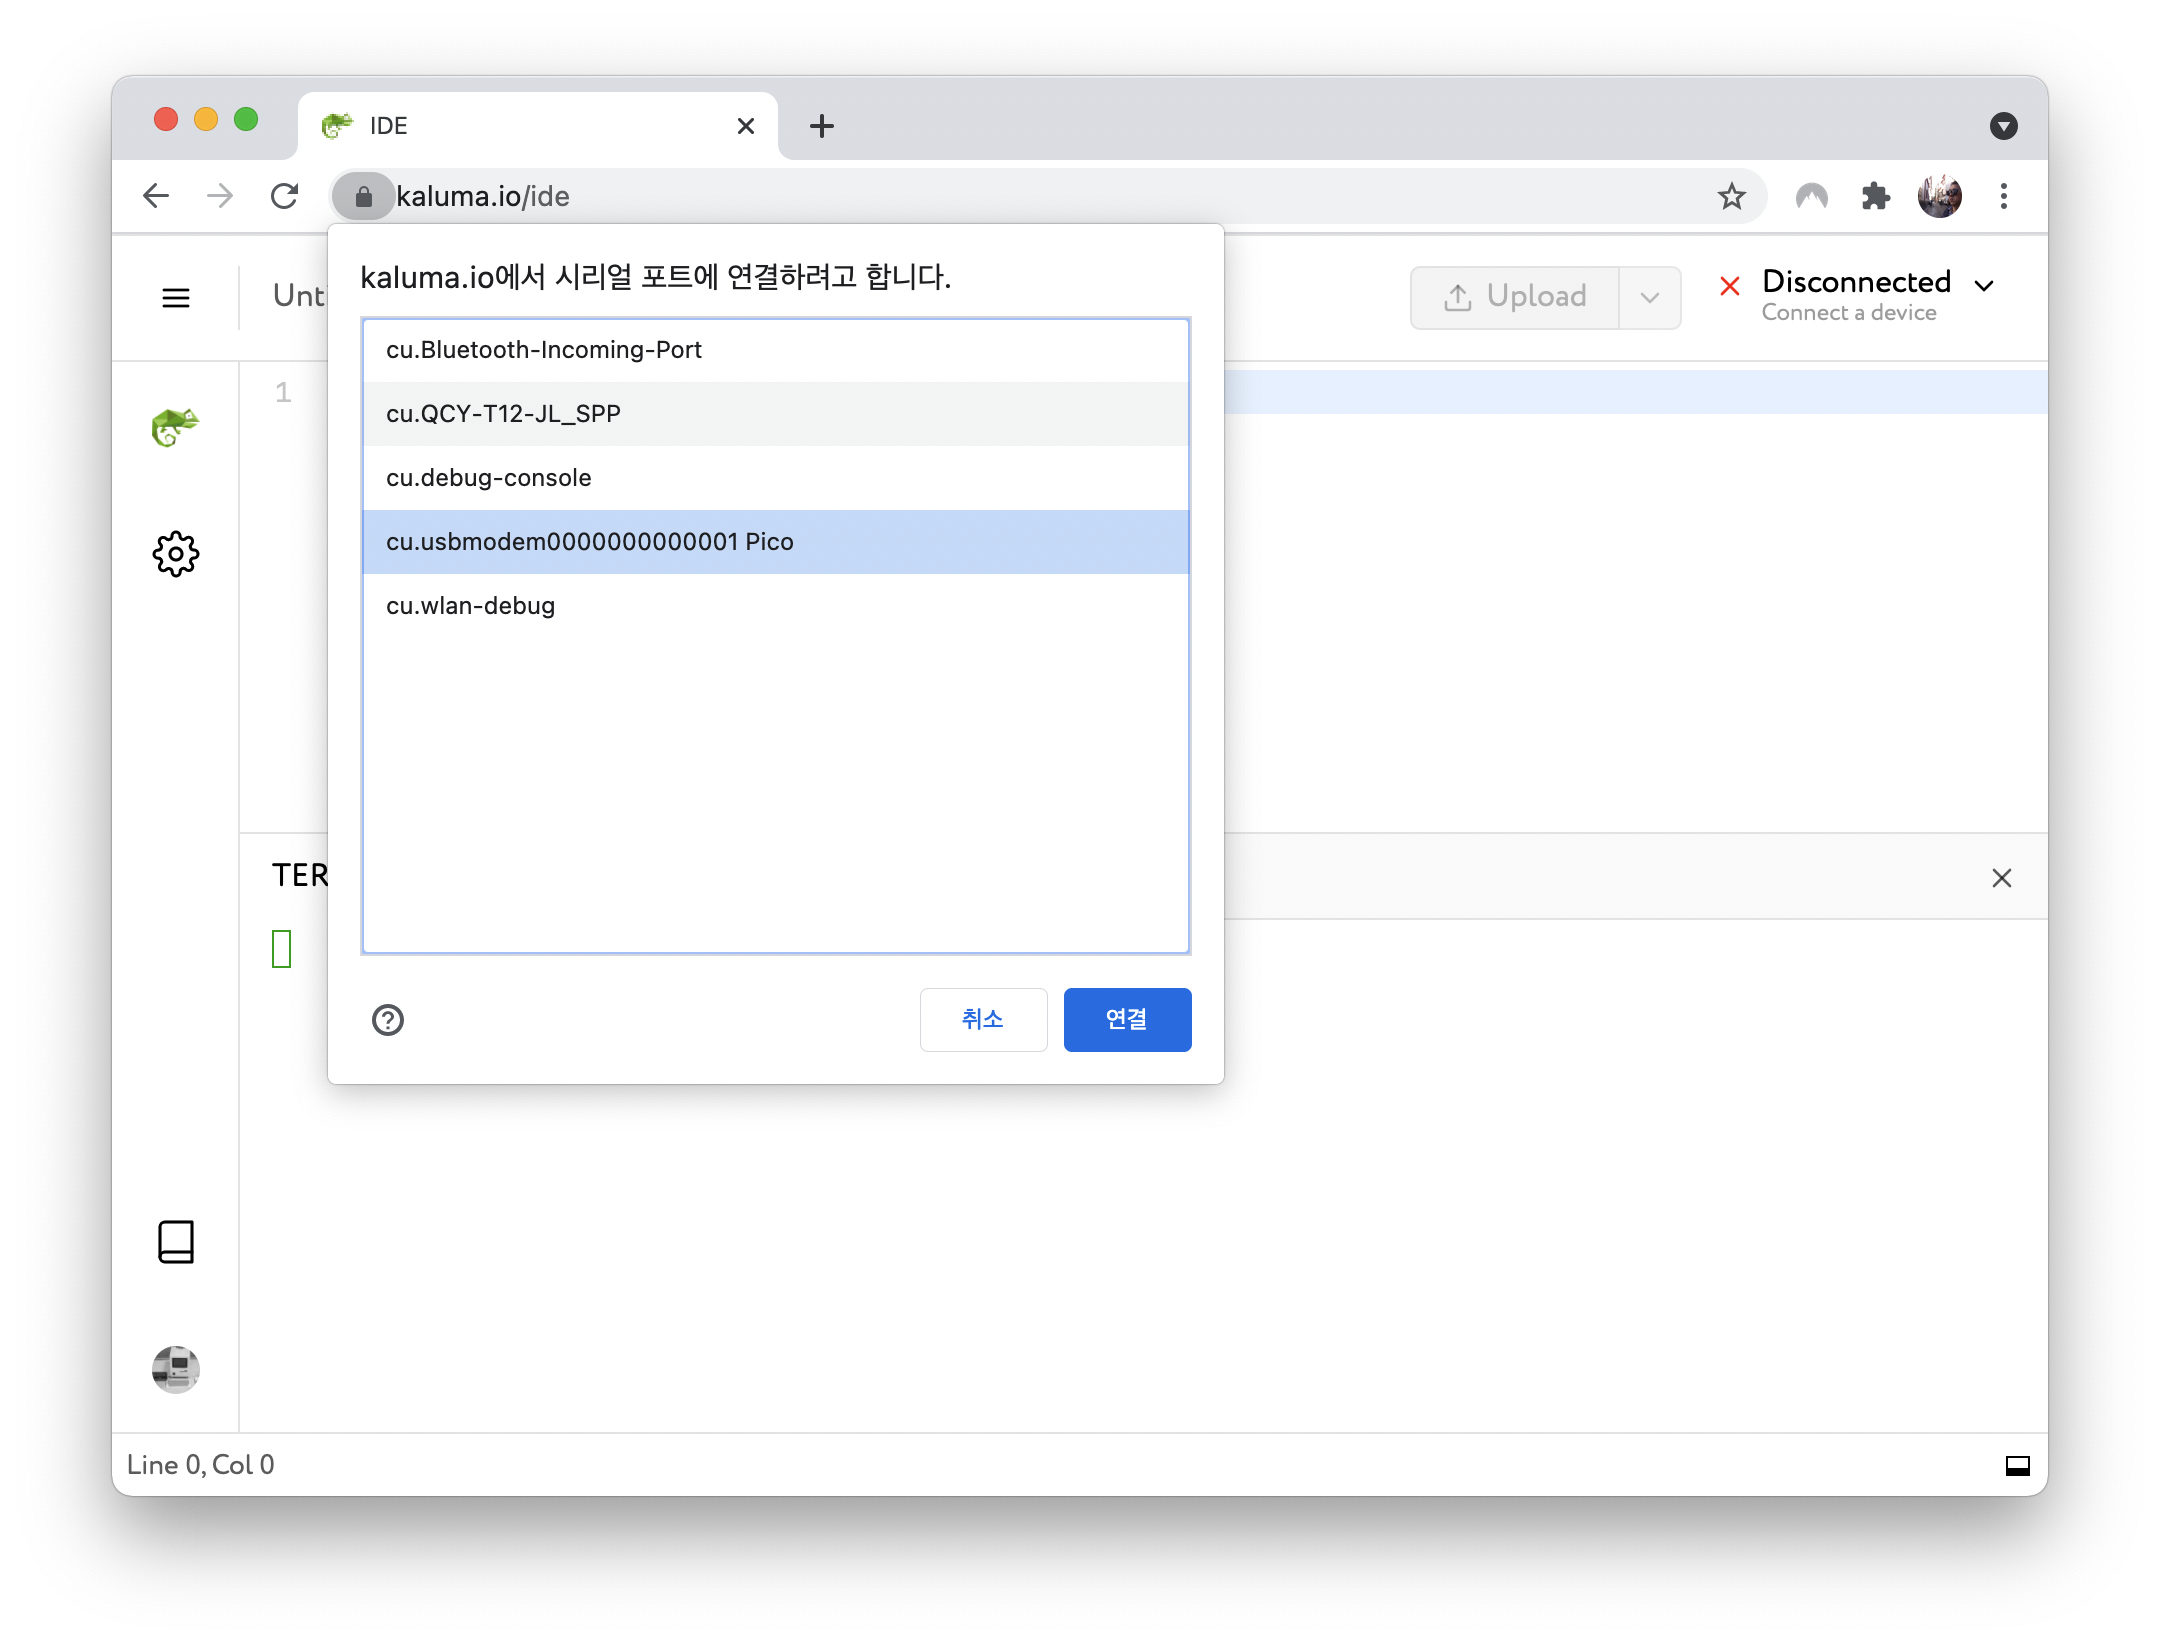 IDE
kaluma.io/ide
Unt
Upload
Disconnected
Connect a device
kaluma.io에서 시리얼 포트에 연결하려고 합니다.
cu.Bluetooth-Incoming-Port
cu.QCY-T12-JL_SPP
cu.debug-console
cu.usbmodem0000000000001 Pico
cu.wlan-debug
취소
연결
1
TER
Line 0, Col 0